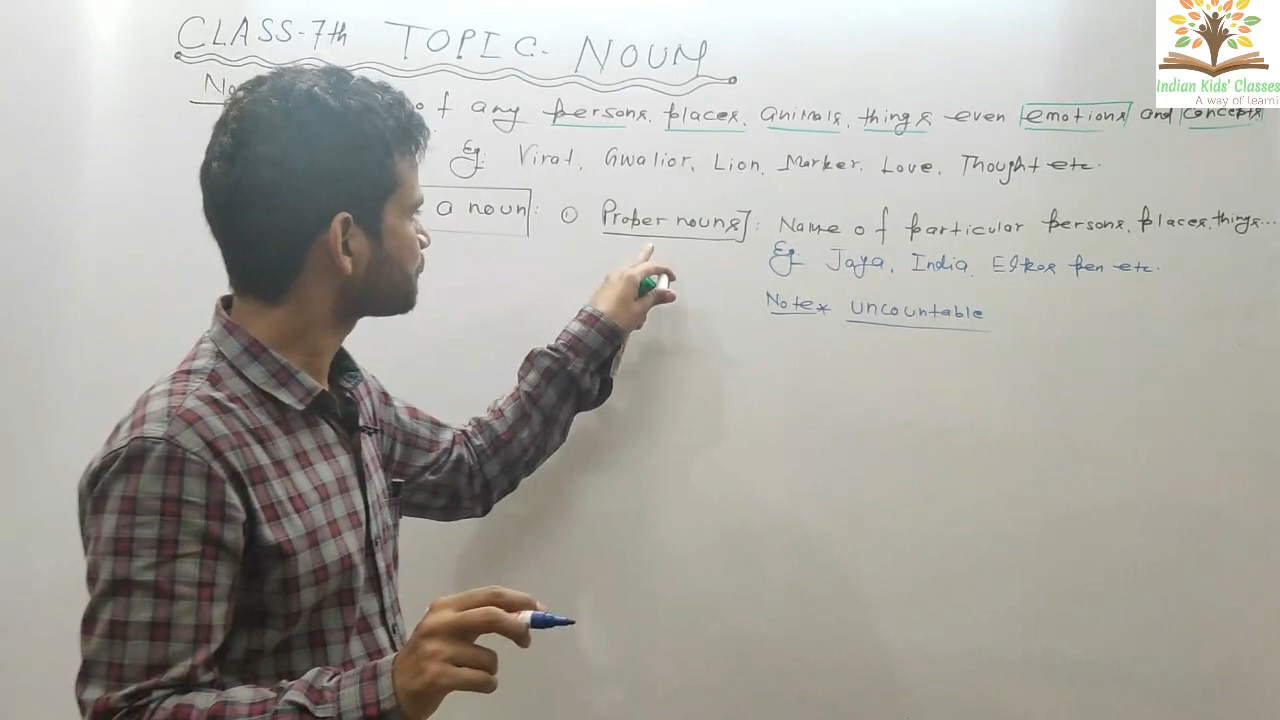 CLASS-7th TOPIC- NOUN
Indian Kids' Classes
A way of learni
No of any persons, places, animals, things even emotions and concepts
Eg: Virat, Gwalior, Lion, Marker, Love, Thought etc.
a noun: ① Proper nouns]: Name of particular persons, places, things...
Eg: Jaya, India, pen etc.
Note* uncountable